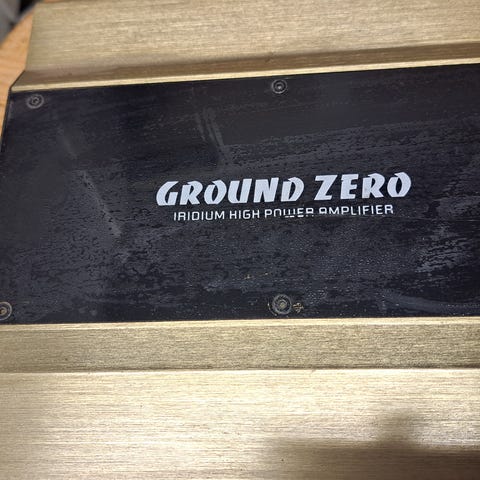 GROUND ZERO
IRIDIUM HIGH POWER AMPLIFIER